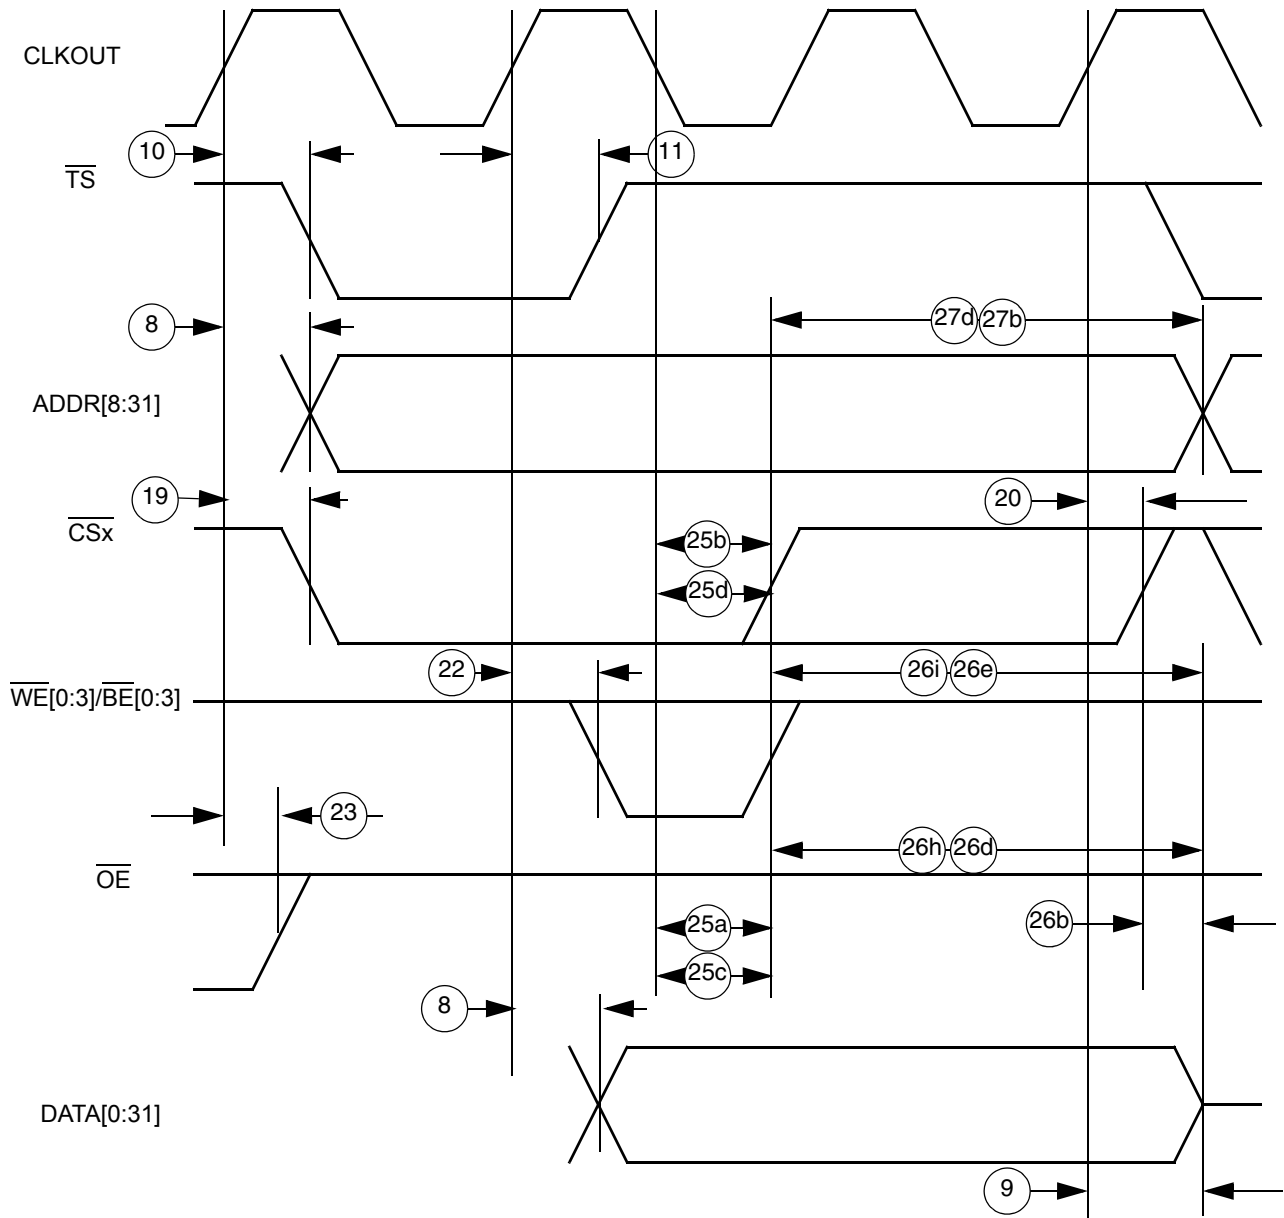 CLKOUT
10
11
TS
8
27d 27b
ADDR[8:31]
19
20
CSx
25b
25d
22
26i 26e
WE[0:3]/BE[0:3]
23
26h 26d
OE
25a
26b
25c
8
DATA[0:31]
9